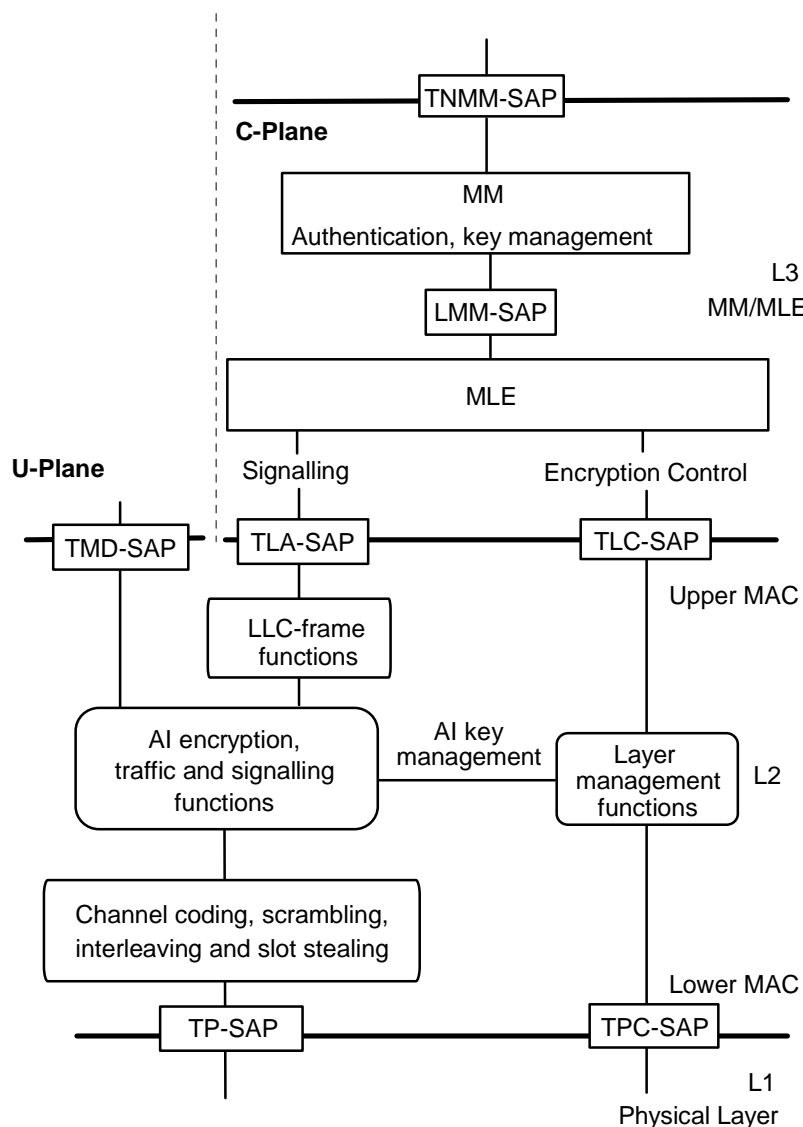 TNMM-SAP
C-Plane
MM
Authentication, key management
L3
MM/MLE
LMM-SAP
MLE
U-Plane
Signalling
Encryption Control
TMD-SAP
TLA-SAP
TLC-SAP
Upper MAC
LLC-frame
functions
AI encryption,
traffic and signalling
functions
AI key
management
Layer
management
functions
L2
Channel coding, scrambling,
interleaving and slot stealing
Lower MAC
TP-SAP
TPC-SAP
L1
Physical Layer